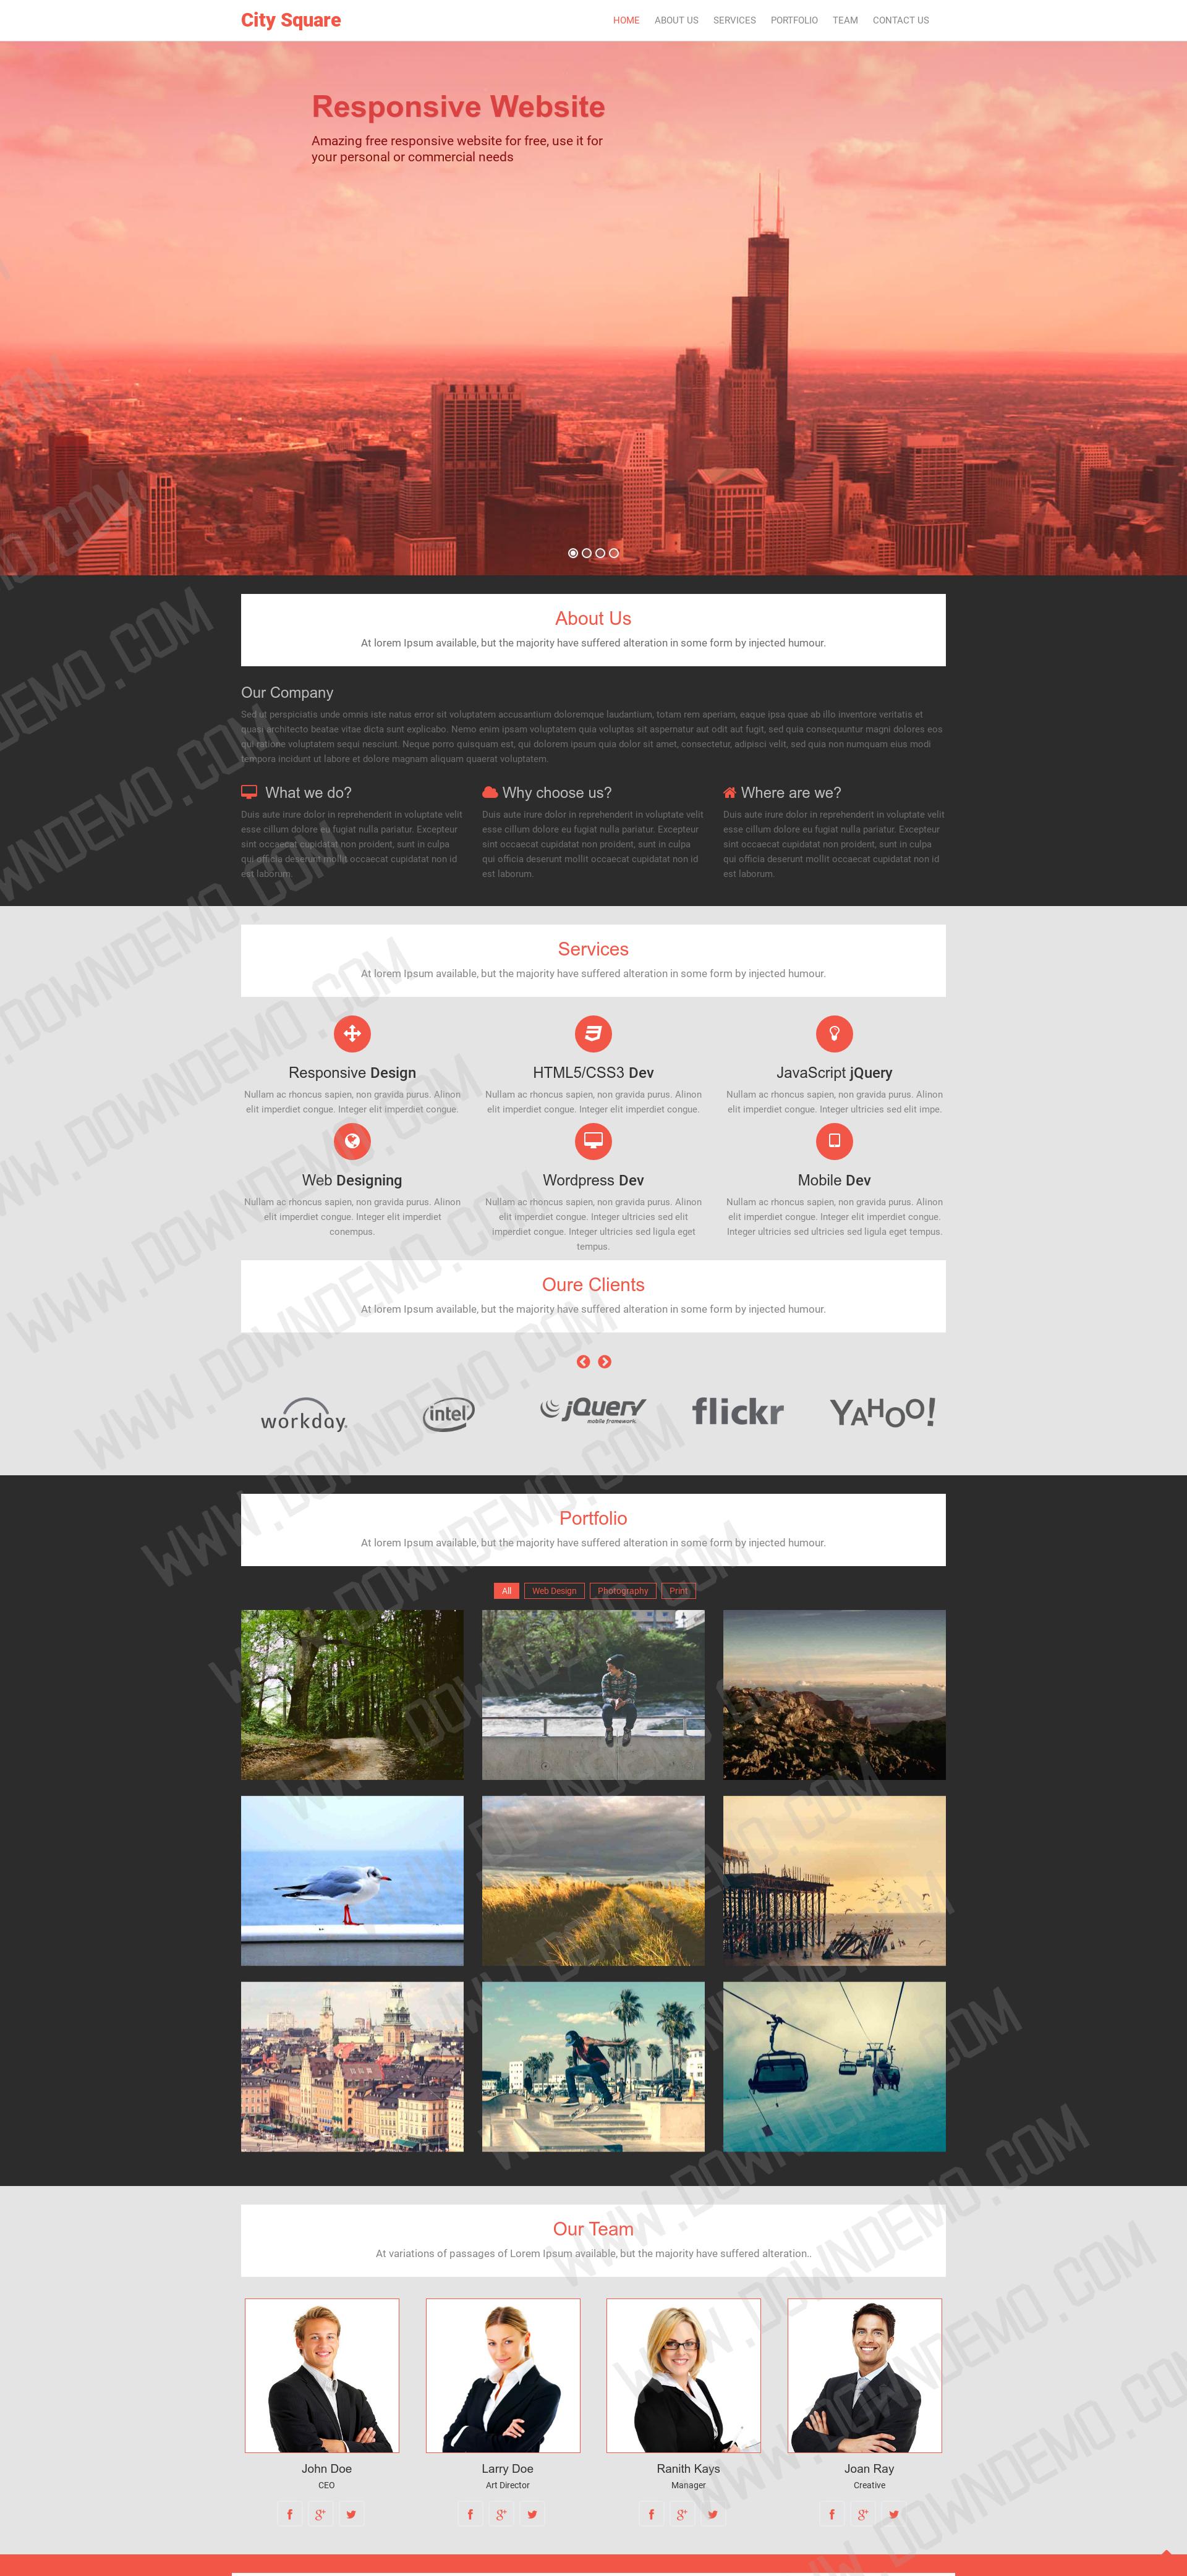 City Square
HOME ABOUT US SERVICES PORTFOLIO TEAM CONTACT US
Responsive Website
Amazing free responsive website for free, use it for
your personal or commercial needs
About Us
At lorem Ipsum available, but the majority have suffered alteration in some form by injected humour.
Our Company
Sed ut perspiciatis unde omnis iste natus error sit voluptatem accusantium doloremque laudantium, totam rem aperiam, eaque ipsa quae ab illo inventore veritatis et
quasi architecto beatae vitae dicta sunt explicabo. Nemo enim ipsam voluptatem quia voluptas sit aspernatur aut odit aut fugit, sed quia consequuntur magni dolores eos
qui ratione voluptatem sequi nesciunt. Neque porro quisquam est, qui dolorem ipsum quia dolor sit amet, consectetur, adipisci velit, sed quia non numquam eius modi
tempora incidunt ut labore et dolore magnam aliquam quaerat voluptatem.
What we do?
Duis aute irure dolor in reprehenderit in voluptate velit
esse cillum dolore eu fugiat nulla pariatur. Excepteur
sint occaecat cupidatat non proident, sunt in culpa
qui officia deserunt mollit occaecat cupidatat non id
est laborum.
Why choose us?
Duis aute irure dolor in reprehenderit in voluptate velit
esse cillum dolore eu fugiat nulla pariatur. Excepteur
sint occaecat cupidatat non proident, sunt in culpa
qui officia deserunt mollit occaecat cupidatat non id
est laborum.
Where are we?
Duis aute irure dolor in reprehenderit in voluptate velit
esse cillum dolore eu fugiat nulla pariatur. Excepteur
sint occaecat cupidatat non proident, sunt in culpa
qui officia deserunt mollit occaecat cupidatat non id
est laborum.
Services
At lorem Ipsum available, but the majority have suffered alteration in some form by injected humour.
Responsive Design
Nullam ac rhoncus sapien, non gravida purus. Alinon
elit imperdiet congue. Integer elit imperdiet congue.
HTML5/CSS3 Dev
Nullam ac rhoncus sapien, non gravida purus. Alinon
elit imperdiet congue. Integer elit imperdiet congue.
JavaScript jQuery
Nullam ac rhoncus sapien, non gravida purus. Alinon
elit imperdiet congue. Integer ultricies sed elit impe.
Web Designing
Nullam ac rhoncus sapien, non gravida purus. Alinon
elit imperdiet congue. Integer elit imperdiet
conempus.
Wordpress Dev
Nullam ac rhoncus sapien, non gravida purus. Alinon
elit imperdiet congue. Integer ultricies sed elit
imperdiet congue. Integer ultricies sed ligula eget
tempus.
Mobile Dev
Nullam ac rhoncus sapien, non gravida purus. Alinon
elit imperdiet congue. Integer elit imperdiet congue.
Integer ultricies sed ultricies sed ligula eget tempus.
Oure Clients
At lorem Ipsum available, but the majority have suffered alteration in some form by injected humour.
workday.
intel
jQuery
mobile framework.
flickr
YAHOO!
Portfolio
At lorem Ipsum available, but the majority have suffered alteration in some form by injected humour.
All Web Design Photography Print
Our Team
At variations of passages of Lorem Ipsum available, but the majority have suffered alteration..
John Doe
CEO
Larry Doe
Art Director
Ranith Kays
Manager
Joan Ray
Creative
WWW.DOWNDEMO.COM